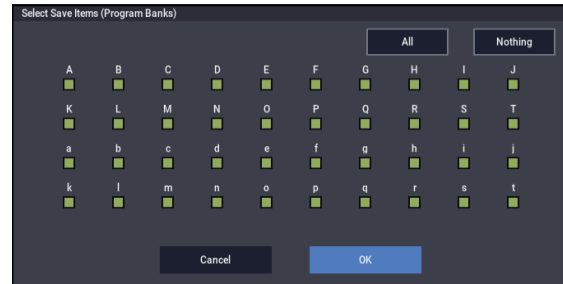 Select Save Items (Program Banks)
All Nothing
A B C D E F G H I J
K L M N O P Q R S T
a b c d e f g h i j
k l m n o p q r s t
Cancel OK